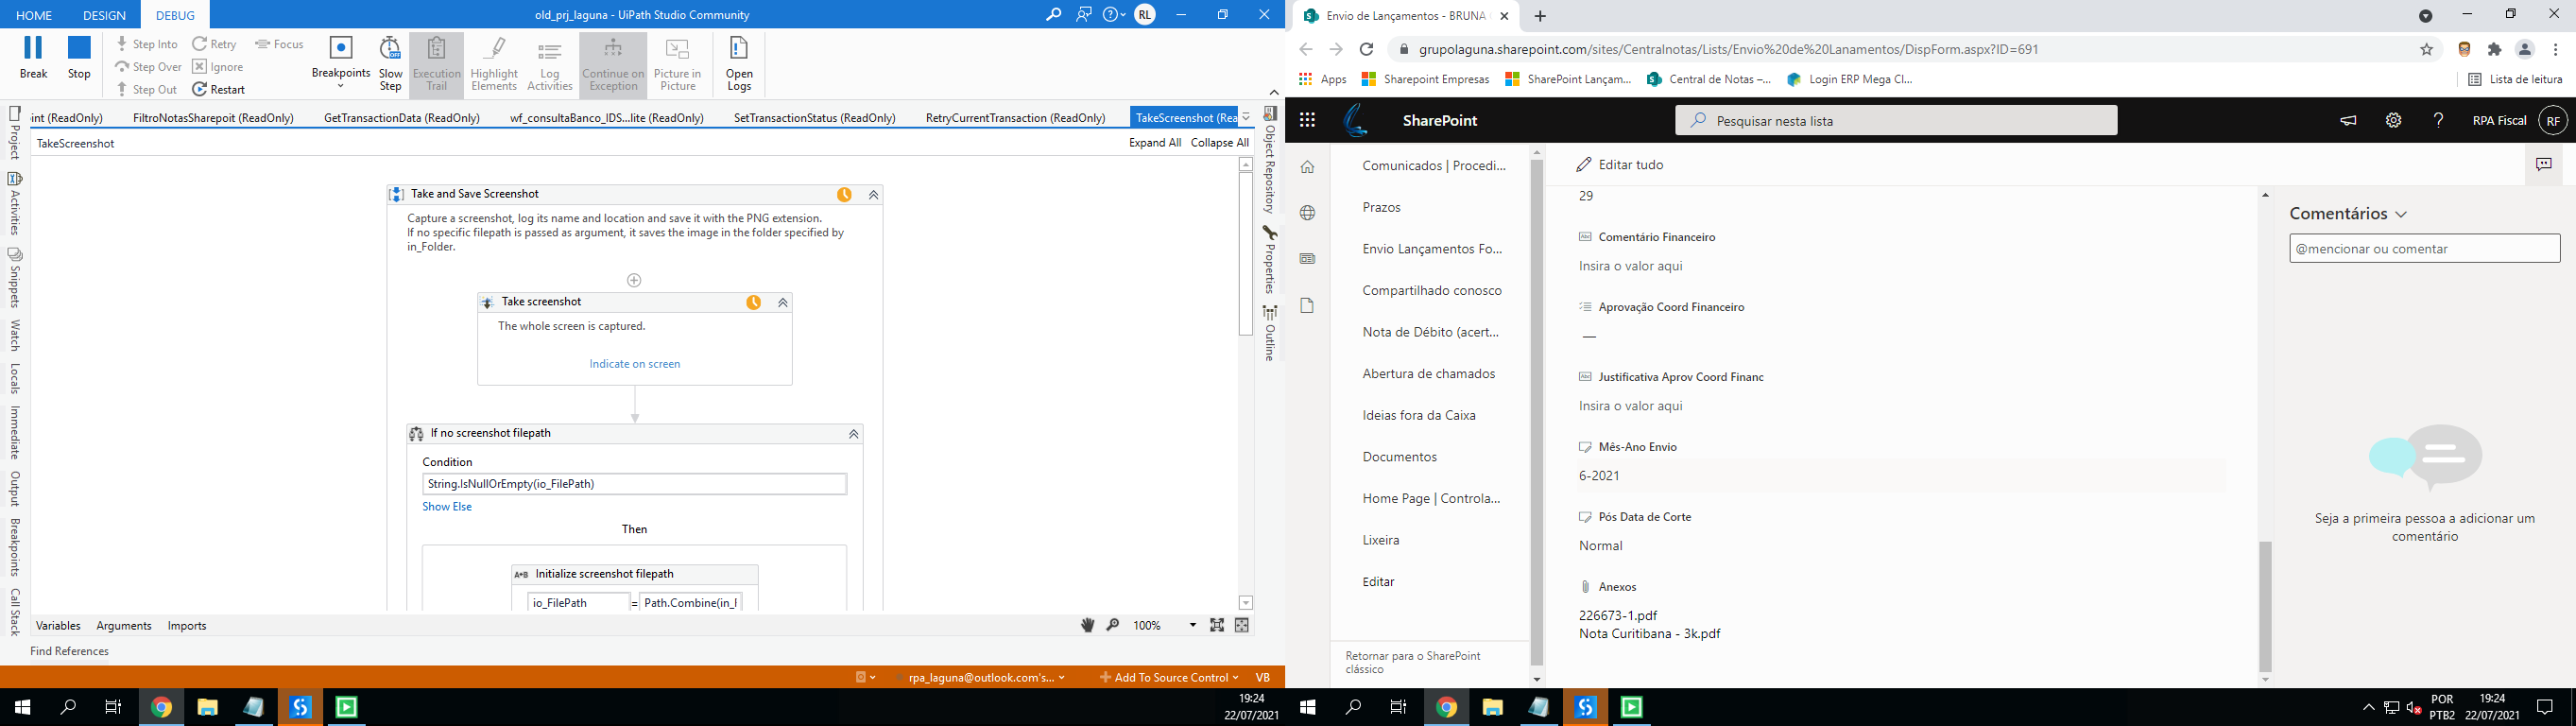 HOME DESIGN DEBUG old_prj_laguna - UiPath Studio Community RL
Break Stop Step Into Step Over Step Out Retry Ignore Restart Focus Breakpoints Slow Step Execution Trail Highlight Elements Log Activities Continue on Exception Picture in Picture Open Logs
int (ReadOnly) FiltroNotasSharepoit (ReadOnly) GetTransactionData (ReadOnly) wf_consultaBanco_IDS...lite (ReadOnly) SetTransactionStatus (ReadOnly) RetryCurrentTransaction (ReadOnly) TakeScreenshot (Rea
TakeScreenshot Expand All Collapse All
Project
Activities
Snippets
Watch
Locals
Immediate
Output
Breakpoints
Call Stack
Take and Save Screenshot
Capture a screenshot, log its name and location and save it with the PNG extension.
If no specific filepath is passed as argument, it saves the image in the folder specified by
in_Folder.
Take screenshot
The whole screen is captured.
Indicate on screen
If no screenshot filepath
Condition
String.IsNullOrEmpty(io_FilePath)
Show Else
Then
A*B Initialize screenshot filepath
io_FilePath = Path.Combine(in_F
Object Repository
Properties
Outline
Variables Arguments Imports 100%
Find References
rpa_laguna@outlook.com's... Add To Source Control VB
19:24
22/07/2021
Envio de Lançamentos - BRUNA
grupolaguna.sharepoint.com/sites/Centralnotas/Lists/Envio%20de%20Lanamentos/DispForm.aspx?ID=691
Apps Sharepoint Empresas SharePoint Lançam... Central de Notas –... Login ERP Mega Cl... Lista de leitura
SharePoint Pesquisar nesta lista RPA Fiscal RF
Comunicados | Procedi...
Prazos
Envio Lançamentos Fo...
Compartilhado conosco
Nota de Débito (acert...
Abertura de chamados
Ideias fora da Caixa
Documentos
Home Page | Controla...
Lixeira
Editar
Retornar para o SharePoint
clássico
Editar tudo
29
Comentário Financeiro
Insira o valor aqui
Aprovação Coord Financeiro
—
Justificativa Aprov Coord Financ
Insira o valor aqui
Mês-Ano Envio
6-2021
Pós Data de Corte
Normal
Anexos
226673-1.pdf
Nota Curitibana - 3k.pdf
Comentários
@mencionar ou comentar
Seja a primeira pessoa a adicionar um
comentário
POR
PTB2
19:24
22/07/2021